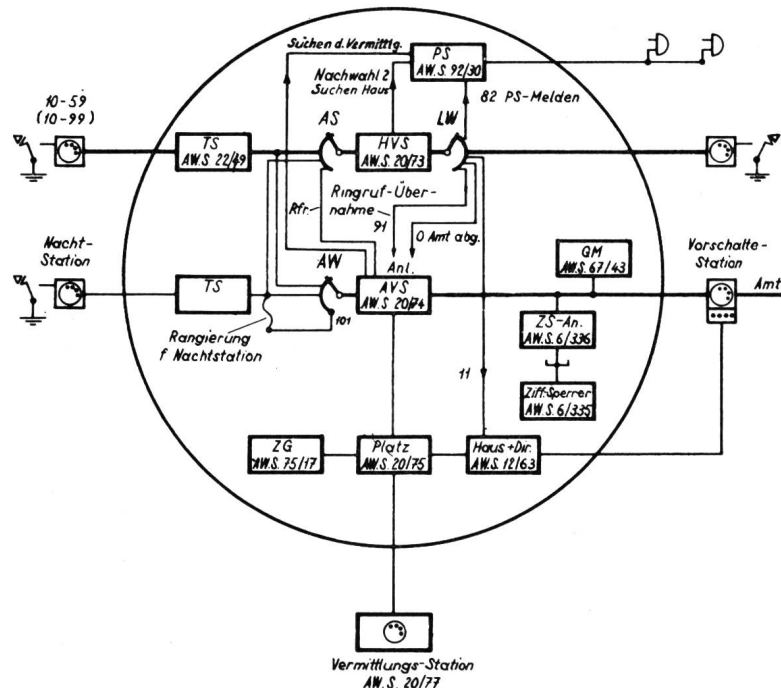 Suchen d. Vermittlg.
PS
AW.S. 92/30
Nachwahl 2
Suchen Haus
82 PS-Melden
10-59
(10-99)
TS
AW.S. 22/49
AS
HVS
AW.S. 20/73
LW
Ringruf-Über-
nahme
91
Rfr.
0 Amt abg.
Nacht-
Station
TS
AW
101
Anl.
AVS
AW.S. 20/74
GM
AW.S. 67/43
Vorschalte-
Station
Amt
Rangierung
f Nachtstation
ZS-An.
AW.S. 6/336
Ziff.-Sperrer
AW.S. 6/335
11
ZG
AW.S. 75/17
Platz
AW.S. 20/75
Haus+Dir.
AW.S. 12/63
Vermittlungs-Station
AW.S. 20/77